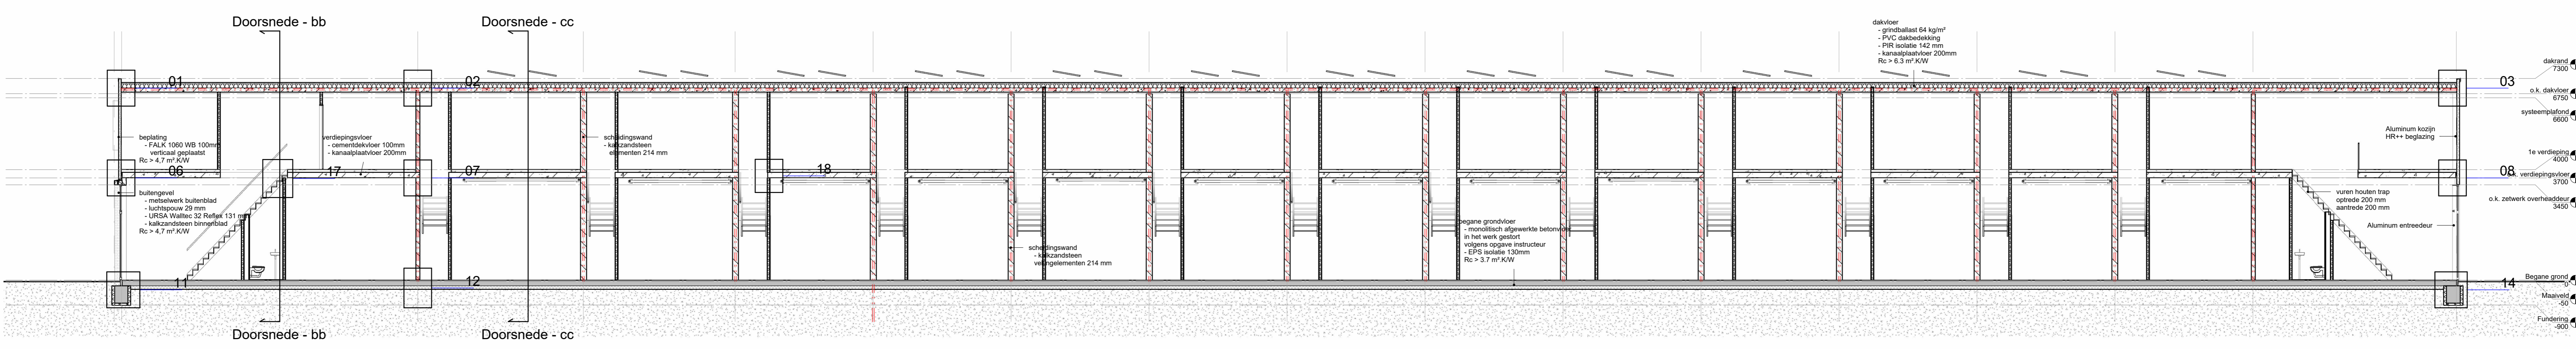 Doorsnede - bb
Doorsnede - cc
dakvloer
- grindballast 64 kg/m²
- PVC dakbedekking
- PIR isolatie 142 mm
- kanaalplaatvloer 200mm
Rc > 6.3 m².K/W
01
02
03
dakrand
7300
o.k. dakvloer
6750
systeemplafond
6600
beplating
- FALK 1060 WB 100mm
verticaal geplaatst
Rc > 4,7 m².K/W
verdiepingsvloer
- cementdekvloer 100mm
- kanaalplaatvloer 200mm
scheidingswand
- kalkzandsteen
elementen 214 mm
Aluminum kozijn
HR++ beglazing
1e verdieping
4000
06
17
07
18
08
o.k. verdiepingsvloer
3700
buitengevel
- metselwerk buitenblad
- luchtspouw 29 mm
- URSA Walltec 32 Reflex 131 mm
- kalkzandsteen binnenblad
Rc > 4,7 m².K/W
vuren houten trap
optrede 200 mm
aantrede 200 mm
o.k. zetwerk overheaddeur
3450
begane grondvloer
- monolitisch afgewerkte betonvloer
in het werk gestort
volgens opgave instructeur
- EPS isolatie 130mm
Rc > 3.7 m².K/W
Aluminum entreedeur
scheidingswand
- kalkzandsteen
vellingelementen 214 mm
11
12
14
Begane grond
0
Maaiveld
-50
Fundering
-900
Doorsnede - bb
Doorsnede - cc